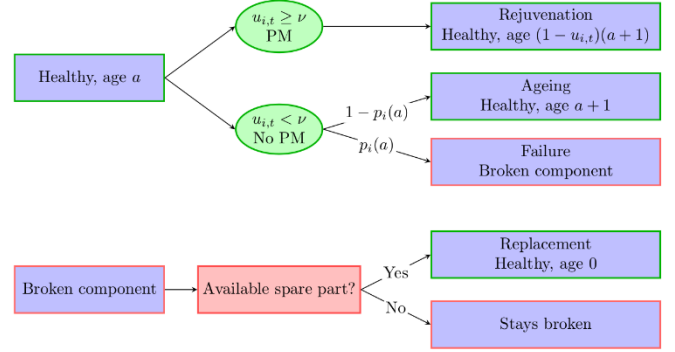 Healthy, age a
u_{i,t} ≥ ν
PM
Rejuvenation
Healthy, age (1 − u_{i,t})(a + 1)
u_{i,t} < ν
No PM
1 − p_i(a)
p_i(a)
Ageing
Healthy, age a + 1
Failure
Broken component
Broken component
Available spare part?
Yes
No
Replacement
Healthy, age 0
Stays broken